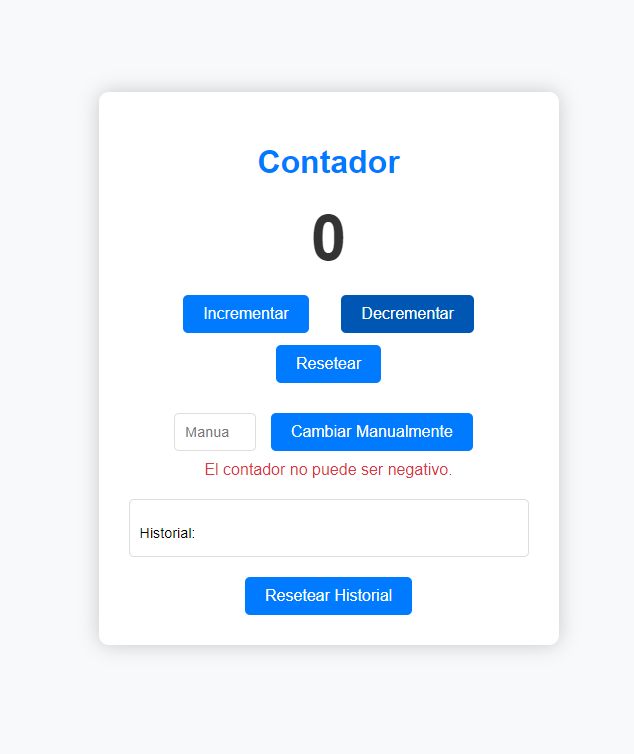 Contador
0
Incrementar Decrementar
Resetear
Manua Cambiar Manualmente
El contador no puede ser negativo.
Historial:
Resetear Historial